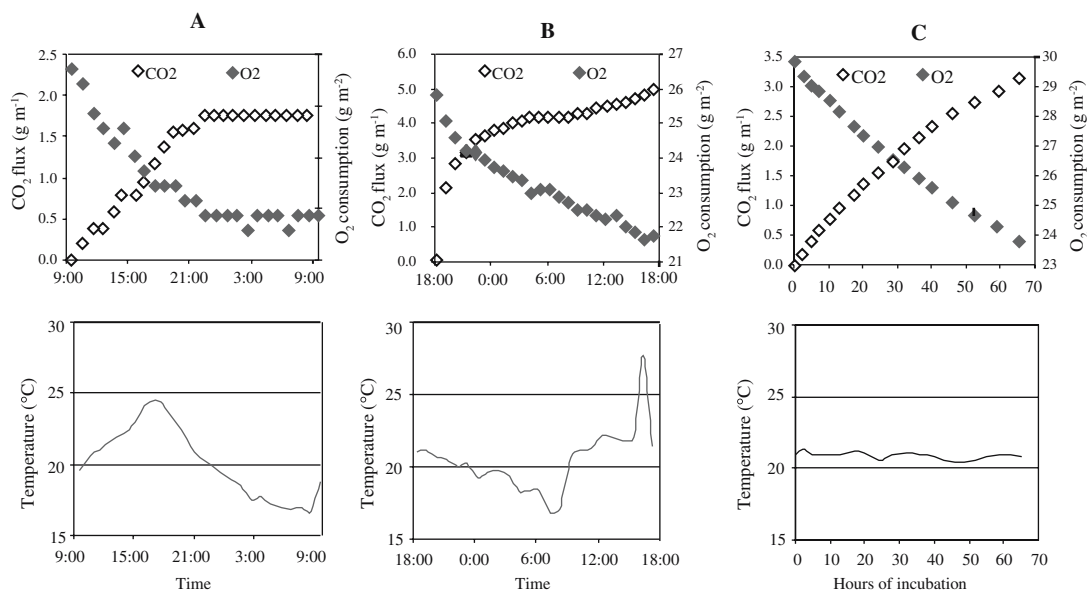 A
B
C
CO2 O2
CO2 O2
CO2 O2
CO2 flux (g m-1)
2.5
2.0
1.5
1.0
0.5
0.0
9:00 15:00 21:00 3:00 9:00
O2 consumption (g m-2)
CO2 flux (g m-1)
6.0
5.0
4.0
3.0
2.0
1.0
0.0
18:00 0:00 6:00 12:00 18:00
27
26
25
24
23
22
21
O2 consumption (g m-2)
CO2 flux (g m-1)
3.5
3.0
2.5
2.0
1.5
1.0
0.5
0.0
0 10 20 30 40 50 60 70
30
29
28
27
26
25
24
23
O2 consumption (g m-2)
Temperature (°C)
30
25
20
15
9:00 15:00 21:00 3:00 9:00
Time
Temperature (°C)
30
25
20
15
18:00 0:00 6:00 12:00 18:00
Time
Temperature (°C)
30
25
20
15
0 10 20 30 40 50 60 70
Hours of incubation